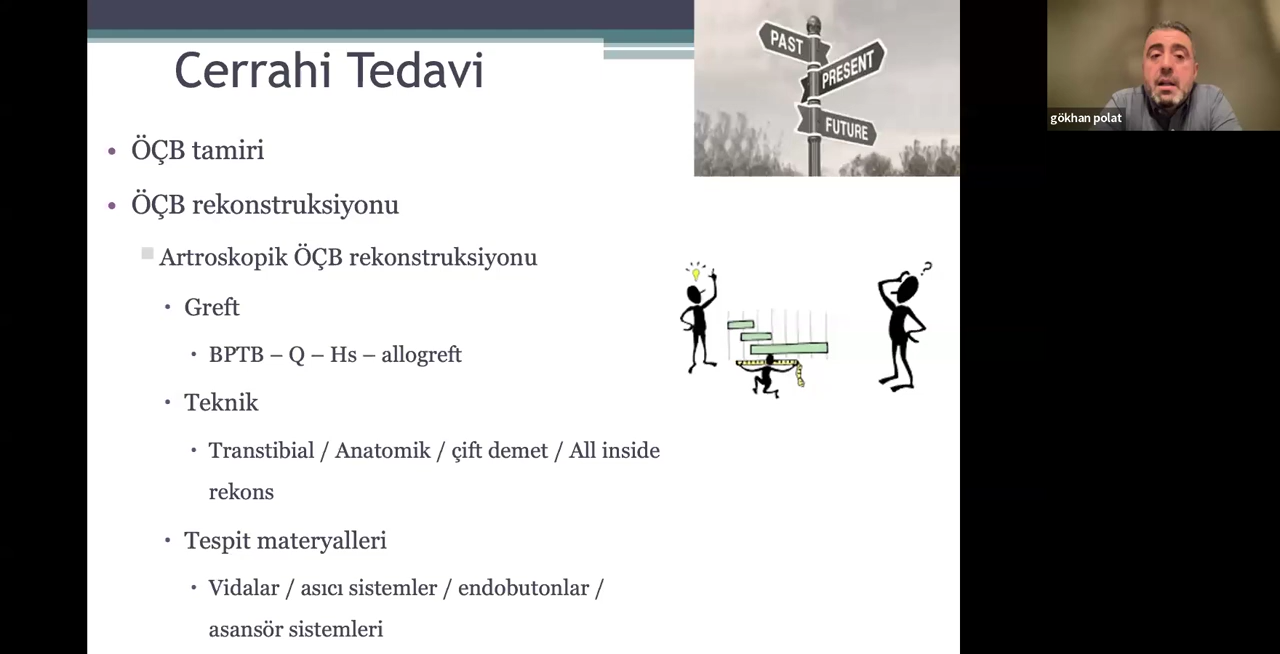 Cerrahi Tedavi
PAST
PRESENT
FUTURE
gökhan polat
• ÖÇB tamiri
• ÖÇB rekonstruksiyonu
Artroskopik ÖÇB rekonstruksiyonu
• Greft
• BPTB – Q – Hs – allogreft
• Teknik
• Transtibial / Anatomik / çift demet / All inside
rekons
• Tespit materyalleri
• Vidalar / asıcı sistemler / endobutonlar /
asansör sistemleri
?